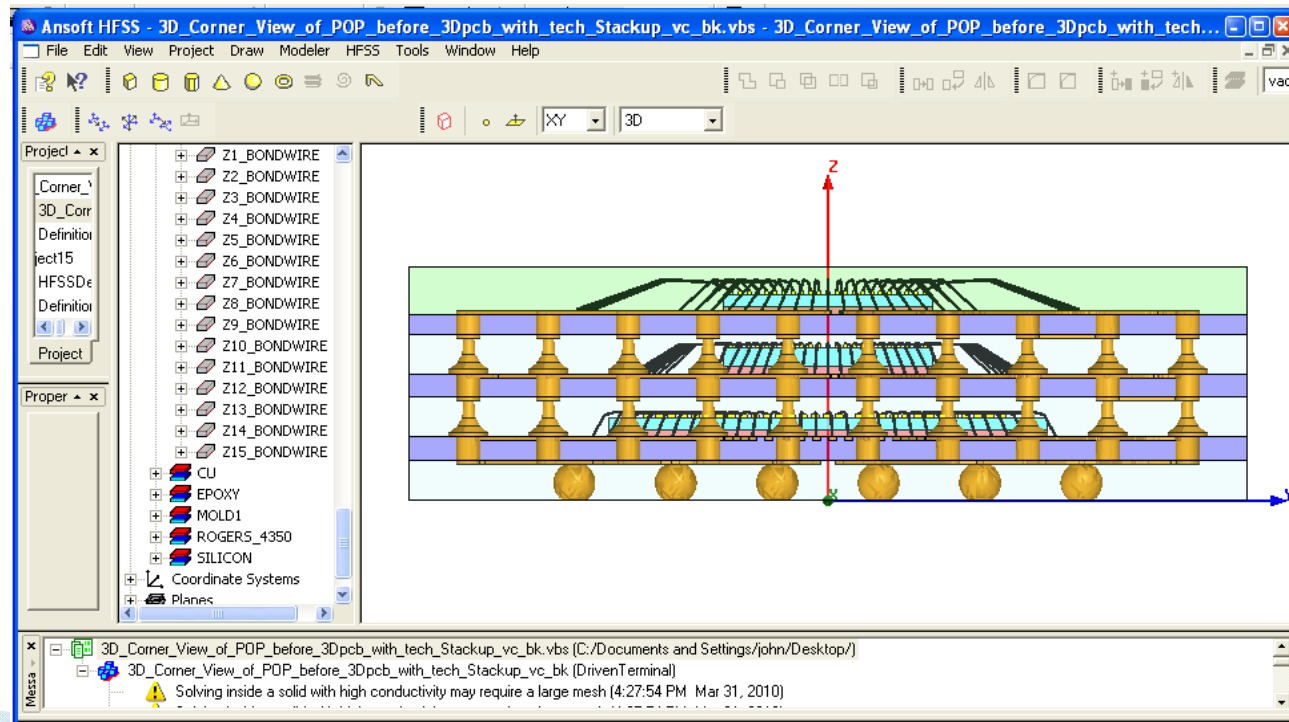 Ansoft HFSS - 3D_Corner_View_of_POP_before_3Dpcb_with_tech_Stackup_vc_bk.vbs - 3D_Corner_View_of_POP_before_3Dpcb_with_tech...
File Edit View Project Draw Modeler HFSS Tools Window Help
vac
XY 3D
Project
_Corner_V
3D_Corr
Definition
ject15
HFSSDe
Definition
Project
Proper
Z1_BONDWIRE
Z2_BONDWIRE
Z3_BONDWIRE
Z4_BONDWIRE
Z5_BONDWIRE
Z6_BONDWIRE
Z7_BONDWIRE
Z8_BONDWIRE
Z9_BONDWIRE
Z10_BONDWIRE
Z11_BONDWIRE
Z12_BONDWIRE
Z13_BONDWIRE
Z14_BONDWIRE
Z15_BONDWIRE
CU
EPOXY
MOLD1
ROGERS_4350
SILICON
Coordinate Systems
Planes
Z
X
Y
Messa
3D_Corner_View_of_POP_before_3Dpcb_with_tech_Stackup_vc_bk.vbs (C:/Documents and Settings/john/Desktop/)
3D_Corner_View_of_POP_before_3Dpcb_with_tech_Stackup_vc_bk (DrivenTerminal)
Solving inside a solid with high conductivity may require a large mesh (4:27:54 PM Mar 31, 2010)